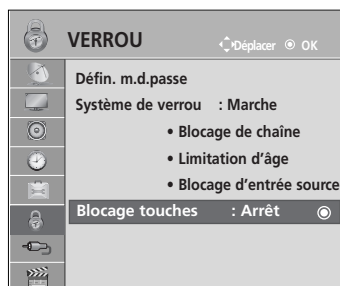 VERROU
Déplacer OK
Défin. m.d.passe
Système de verrou : Marche
• Blocage de chaîne
• Limitation d'âge
• Blocage d'entrée source
Blocage touches : Arrêt